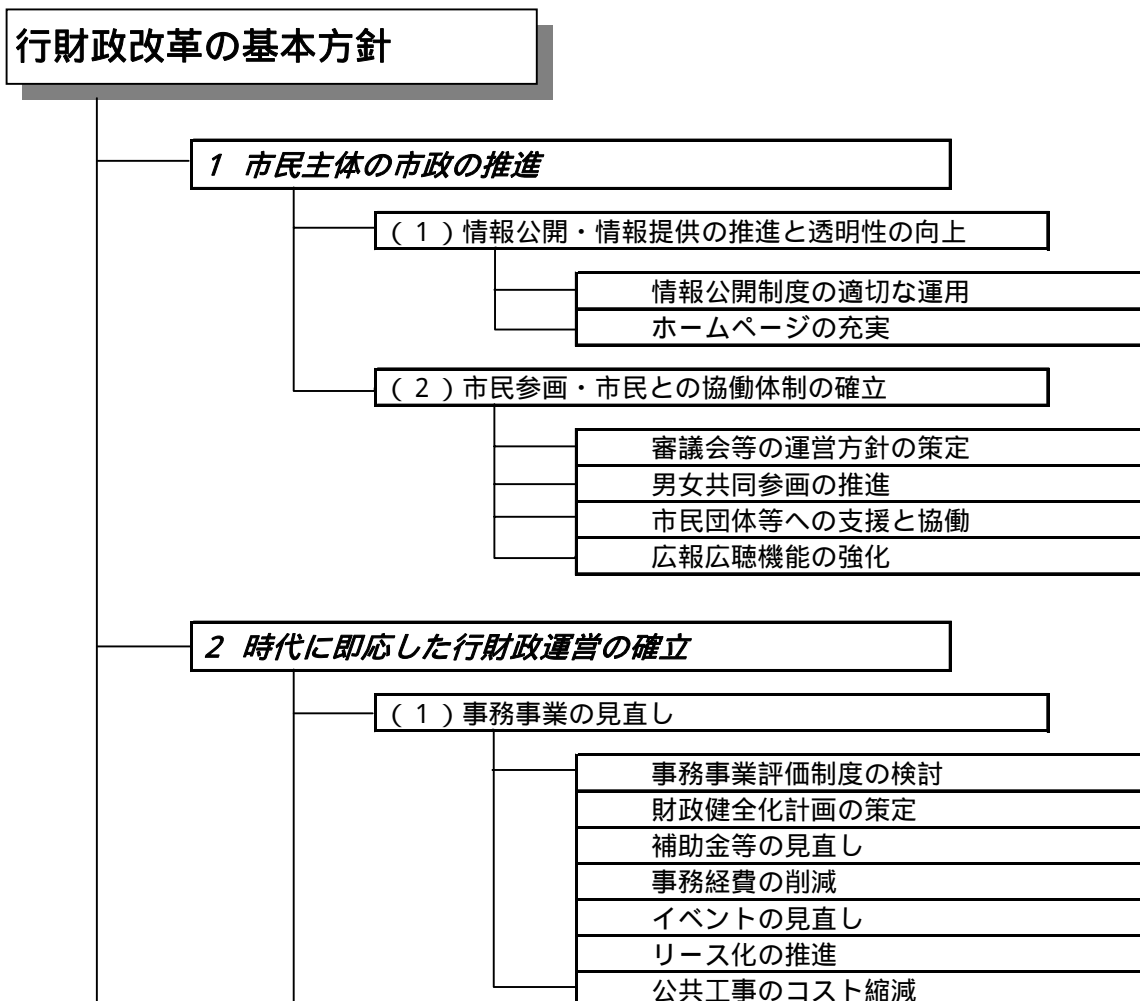 行財政改革の基本方針
1 市民主体の市政の推進
(1)情報公開・情報提供の推進と透明性の向上
情報公開制度の適切な運用
ホームページの充実
(2)市民参画・市民との協働体制の確立
審議会等の運営方針の策定
男女共同参画の推進
市民団体等への支援と協働
広報広聴機能の強化
2 時代に即応した行財政運営の確立
(1)事務事業の見直し
事務事業評価制度の検討
財政健全化計画の策定
補助金等の見直し
事務経費の削減
イベントの見直し
リース化の推進
公共工事のコスト縮減